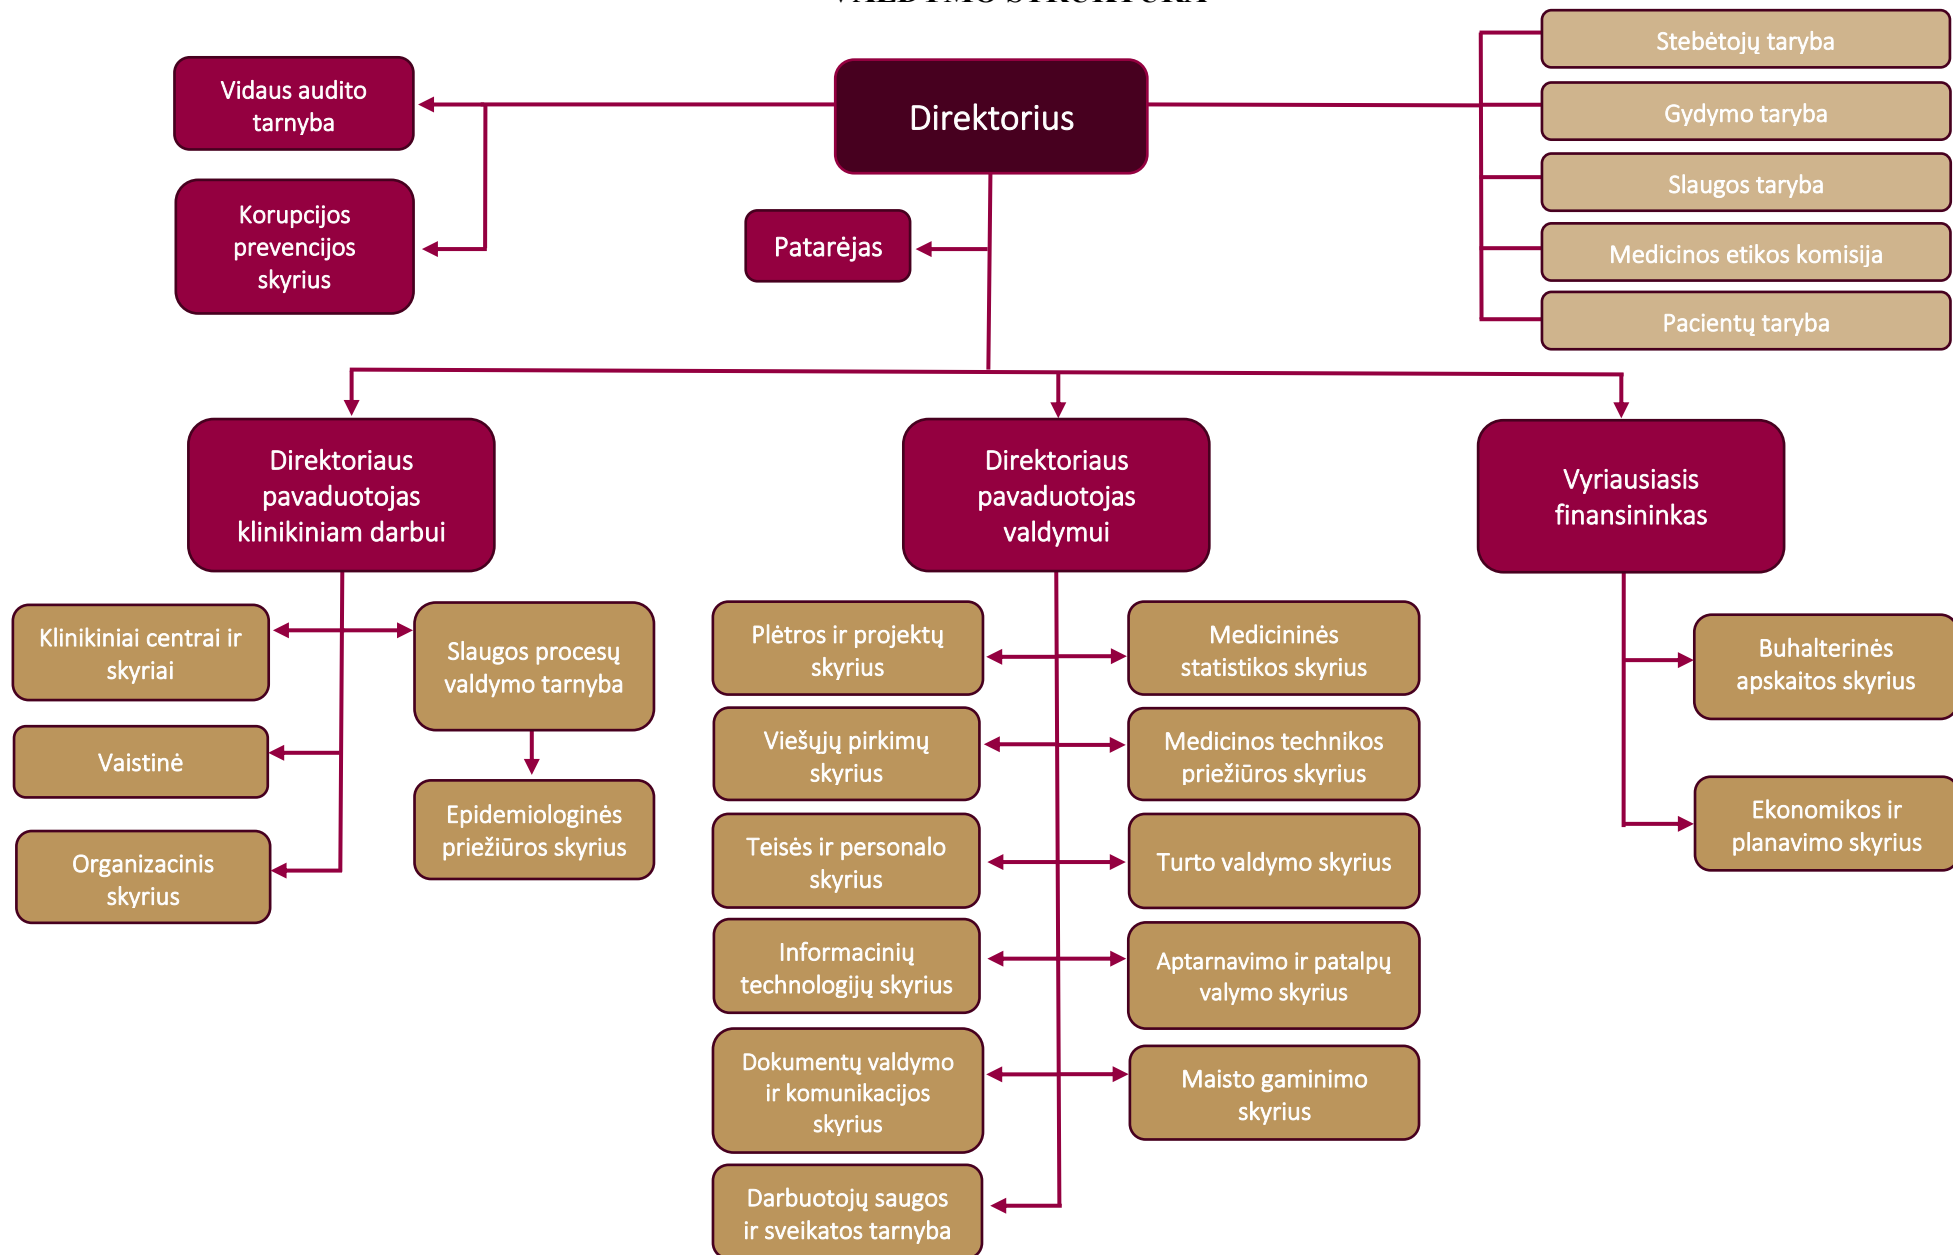 VALDYMO STRUKTŪRA
Direktorius
Vidaus audito
tarnyba
Korupcijos
prevencijos
skyrius
Patarėjas
Stebėtojų taryba
Gydymo taryba
Slaugos taryba
Medicinos etikos komisija
Pacientų taryba
Direktoriaus
pavaduotojas
klinikiniam darbui
Direktoriaus
pavaduotojas
valdymui
Vyriausiasis
finansininkas
Klinikiniai centrai ir
skyriai
Vaistinė
Organizacinis
skyrius
Slaugos procesų
valdymo tarnyba
Epidemiologinės
priežiūros skyrius
Plėtros ir projektų
skyrius
Viešųjų pirkimų
skyrius
Teisės ir personalo
skyrius
Informacinių
technologijų skyrius
Dokumentų valdymo
ir komunikacijos
skyrius
Darbuotojų saugos
ir sveikatos tarnyba
Medicininės
statistikos skyrius
Medicinos technikos
priežiūros skyrius
Turto valdymo skyrius
Aptarnavimo ir patalpų
valymo skyrius
Maisto gaminimo
skyrius
Buhalterinės
apskaitos skyrius
Ekonomikos ir
planavimo skyrius